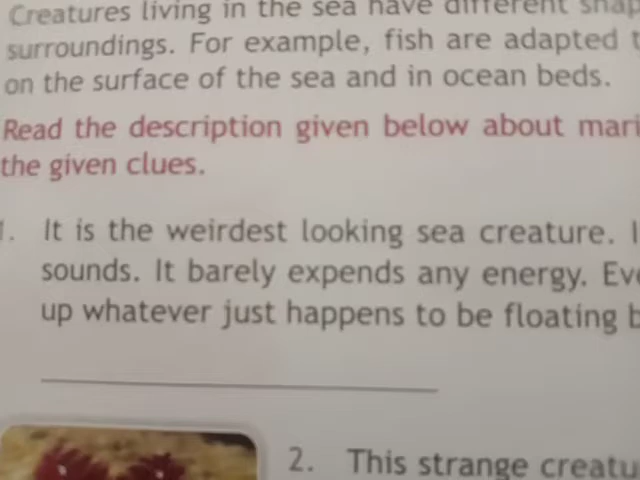 Creatures living in the sea have different
surroundings. For example, fish are adapted
on the surface of the sea and in ocean beds.
Read the description given below about
the given clues.
1. It is the weirdest looking sea creature.
sounds. It barely expends any energy.
up whatever just happens to be floating
2. This strange